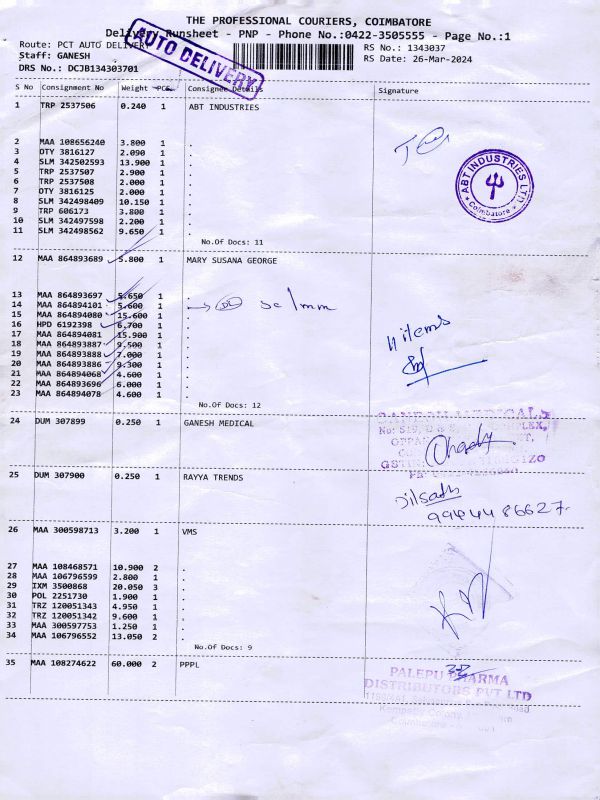 THE PROFESSIONAL COURIERS, COIMBATORE
Delivery Runsheet - PNP - Phone No.:0422-3505555 - Page No.:1
Route: PCT AUTO DELIVERY
RS No.: 1343037
Staff: GANESH
RS Date: 26-Mar-2024
DRS No.: DCJB134303701
AUTO DELIVERY
S No Consignment No Weight PCS. Consignee Details Signature
1 TRP 2537506 0.240 1 ABT INDUSTRIES
2 MAA 108656240 3.800 1 .
3 DTY 3816127 2.090 1 .
4 SLM 342502593 13.900 1 .
5 TRP 2537507 2.900 1 .
6 TRP 2537508 2.000 1 .
7 DTY 3816125 2.000 1 .
8 SLM 342498409 10.150 1 .
9 TRP 606173 3.800 1 .
10 SLM 342497598 2.200 1 .
11 SLM 342498562 9.650 1 .
ABT INDUSTRIES LTD
Coimbatore
No.Of Docs: 11
12 MAA 864893689 5.800 1 MARY SUSANA GEORGE
13 MAA 864893697 5.650 1 .
14 MAA 864894101 5.600 1
15 MAA 864894080 15.600 1 .
16 HPD 6192398 6.700 1 .
17 MAA 864894081 15.900 1 .
18 MAA 864893887 9.500 1 .
19 MAA 864893888 7.000 1 .
20 MAA 864893886 9.300 1 .
21 MAA 864894068 4.600 1 .
22 MAA 864893696 6.000 1 .
23 MAA 864894078 4.600 1 .
11 items
No.Of Docs: 12
24 DUM 307899 0.250 1 GANESH MEDICAL
25 DUM 307900 0.250 1 RAYYA TRENDS
Dilsath
9944486627.
26 MAA 300598713 3.200 1 VMS
27 MAA 108468571 10.900 2 .
28 MAA 106796599 2.800 1 .
29 IXM 3500868 20.050 3 .
30 POL 2251730 1.900 1 .
31 TRZ 120051343 4.950 1 .
32 TRZ 120051342 9.600 1 .
33 MAA 300597753 1.250 1 .
34 MAA 106796552 13.050 2 .
No.Of Docs: 9
35 MAA 108274622 60.000 2 PPPL
PALEPU PHARMA
DISTRIBUTORS PVT LTD